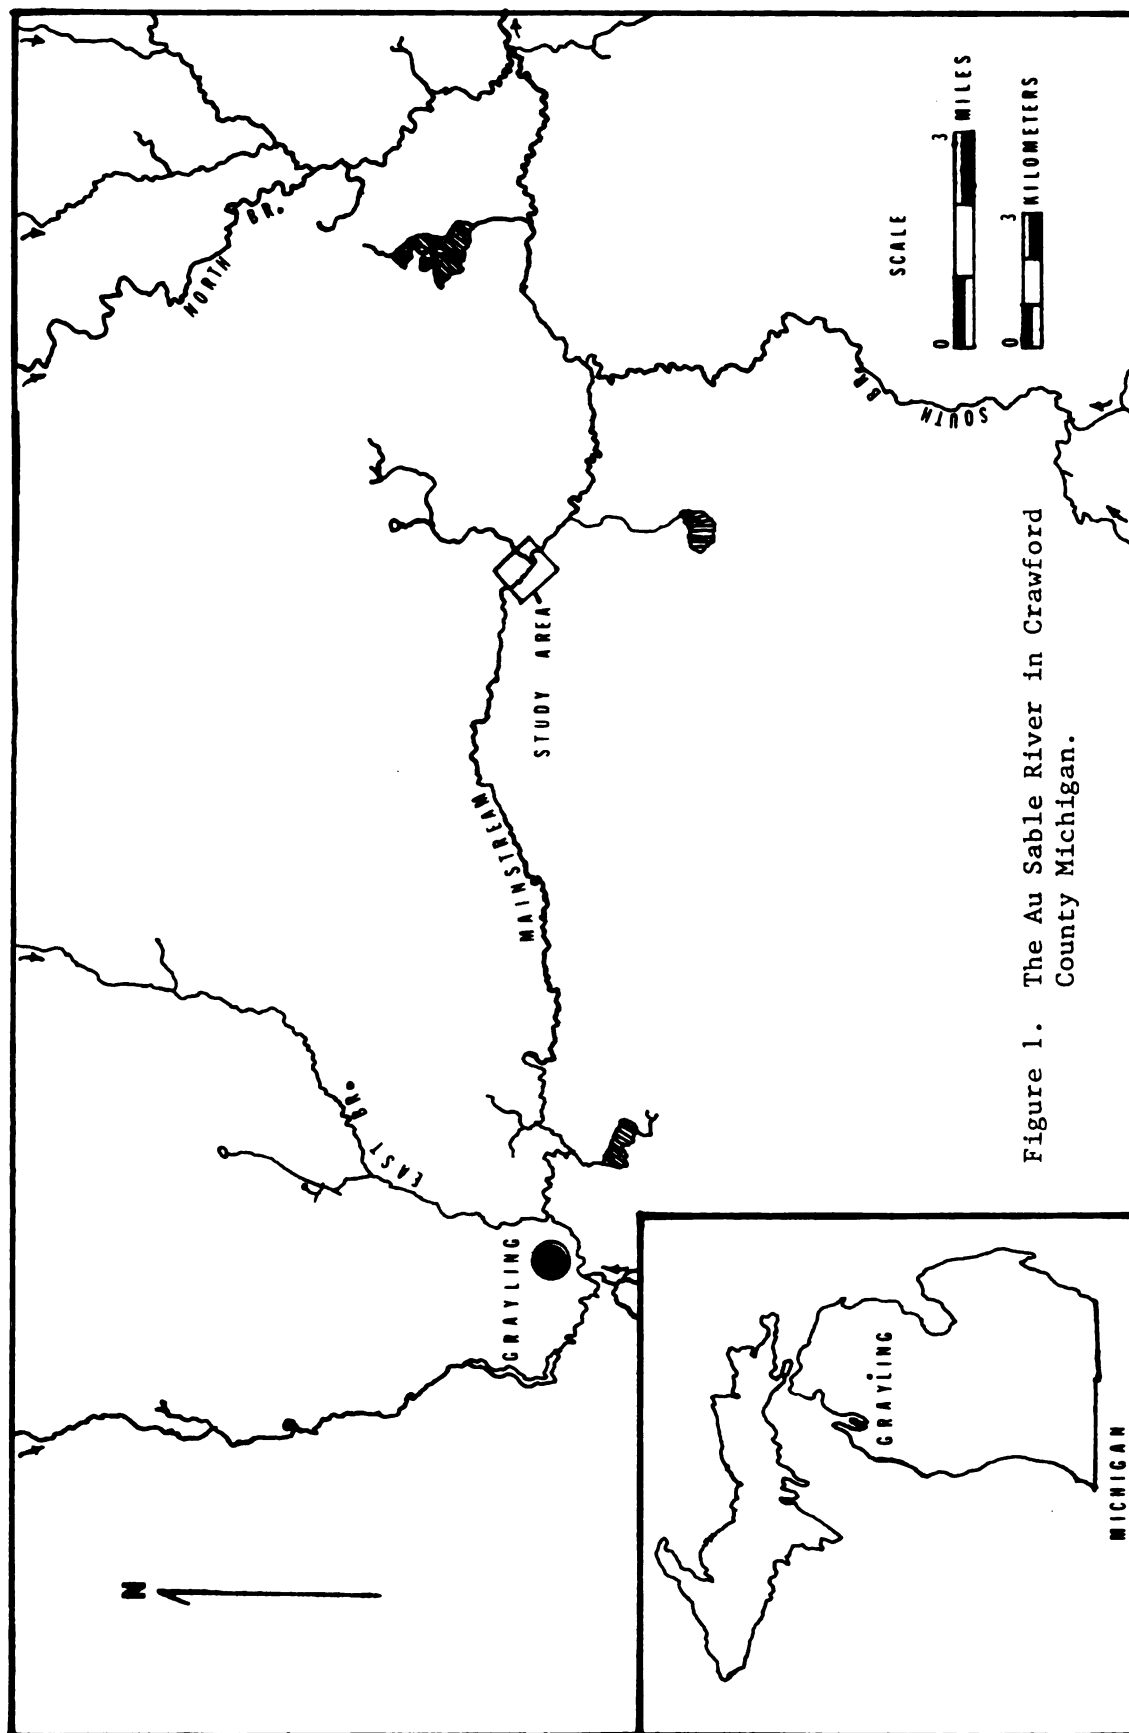 N
NORTH BR.
EAST BR.
GRAYLING
MAINSTREAM
STUDY AREA
SOUTH BR.
SCALE
0 3 MILES
0 3 KILOMETERS
GRAYLING
MICHIGAN
Figure 1. The Au Sable River in Crawford
County Michigan.